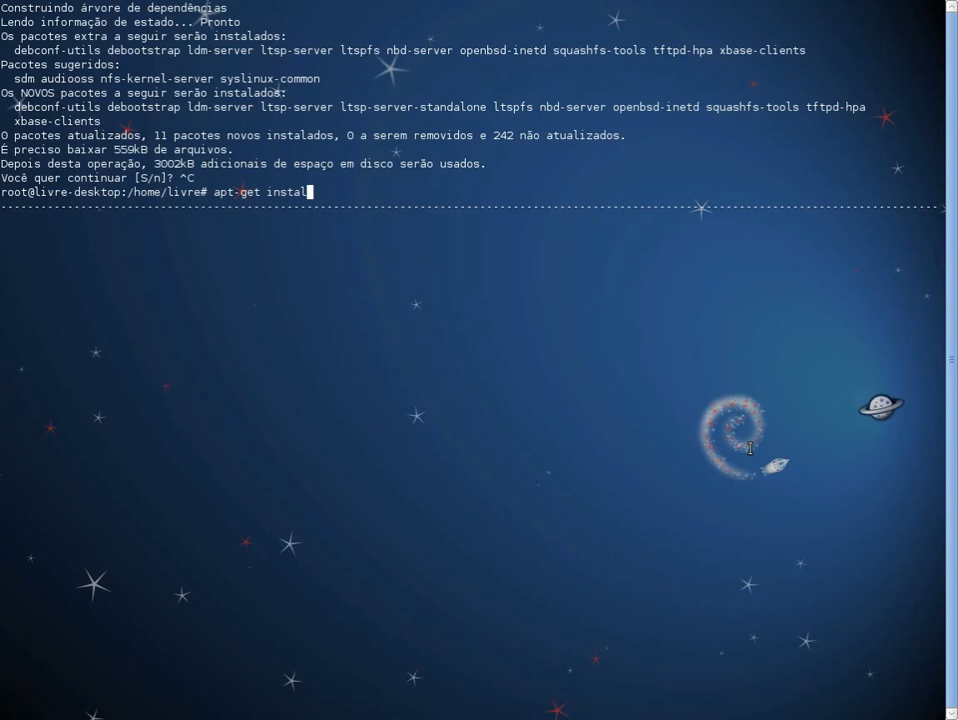 Construindo árvore de dependências
Lendo informação de estado... Pronto
Os pacotes extra a seguir serão instalados:
debconf-utils debootstrap ldm-server ltsp-server ltspfs nbd-server openbsd-inetd squashfs-tools tftpd-hpa xbase-clients
Pacotes sugeridos:
sdm audiooss nfs-kernel-server syslinux-common
Os NOVOS pacotes a seguir serão instalados:
debconf-utils debootstrap ldm-server ltsp-server ltsp-server-standalone ltspfs nbd-server openbsd-inetd squashfs-tools tftpd-hpa
xbase-clients
0 pacotes atualizados, 11 pacotes novos instalados, 0 a serem removidos e 242 não atualizados.
É preciso baixar 559kB de arquivos.
Depois desta operação, 3002kB adicionais de espaço em disco serão usados.
Você quer continuar [S/n]? ^C
root@livre-desktop:/home/livre# apt-get instal